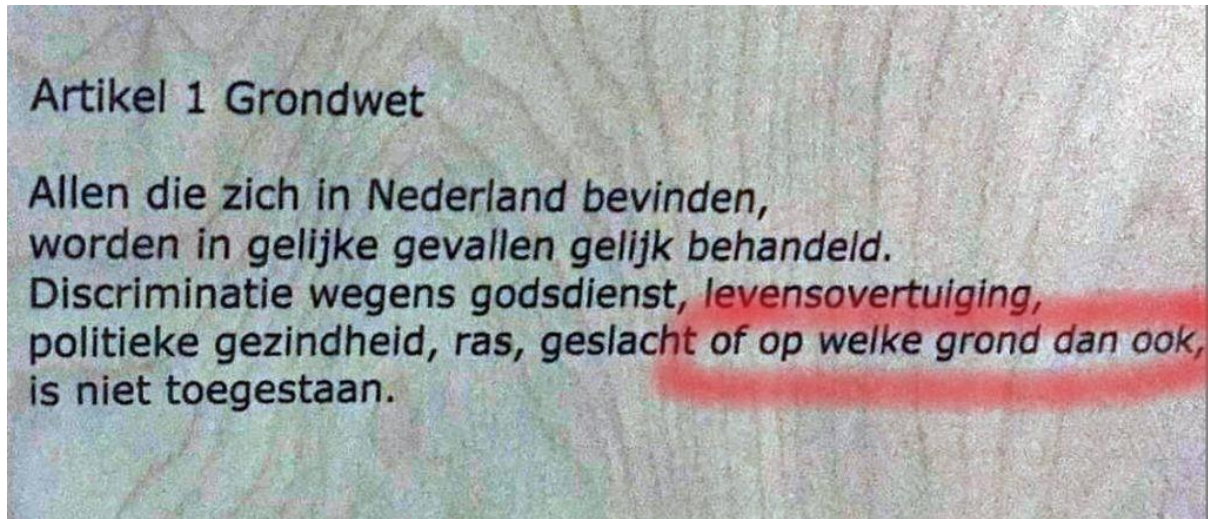 Artikel 1 Grondwet
Allen die zich in Nederland bevinden,
worden in gelijke gevallen gelijk behandeld.
Discriminatie wegens godsdienst, levensovertuiging,
politieke gezindheid, ras, geslacht of op welke grond dan ook,
is niet toegestaan.